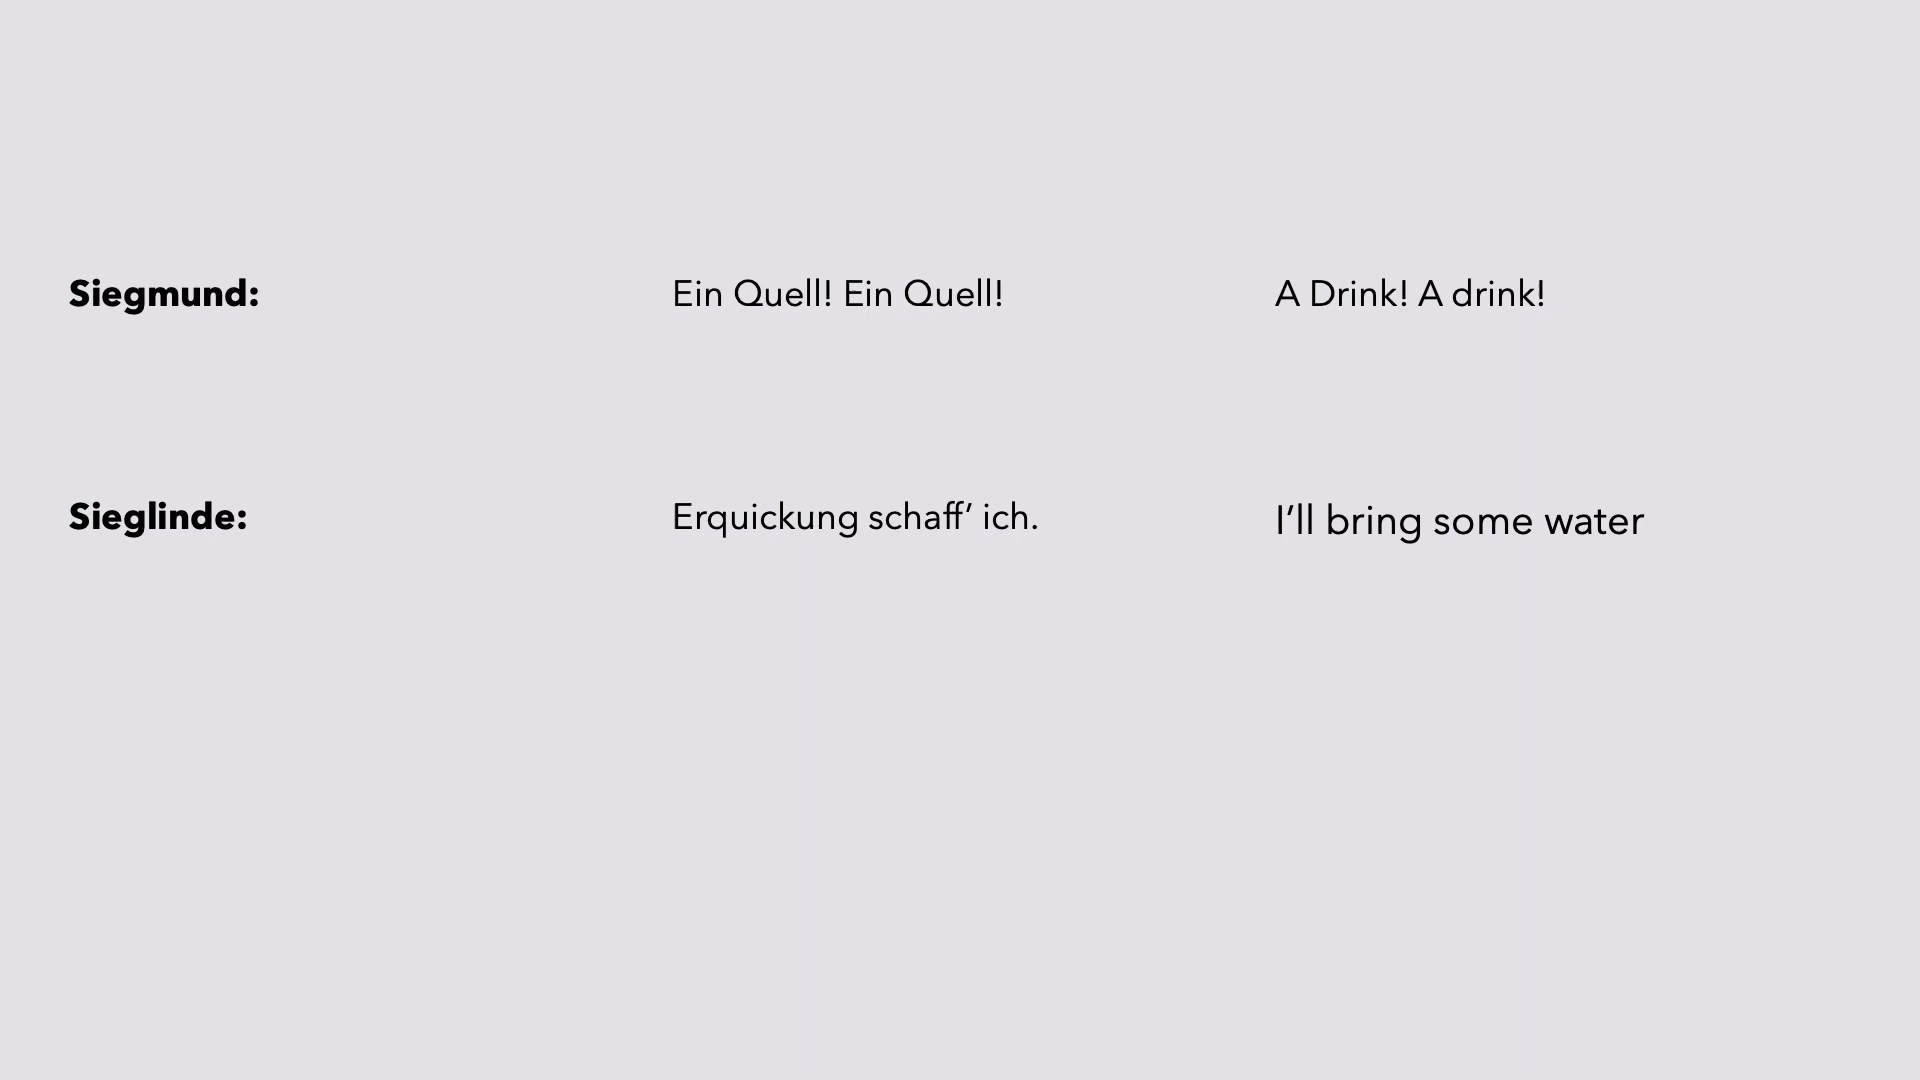 Siegmund: Ein Quell! Ein Quell! A Drink! A drink!
Sieglinde: Erquickung schaff’ ich. I’ll bring some water